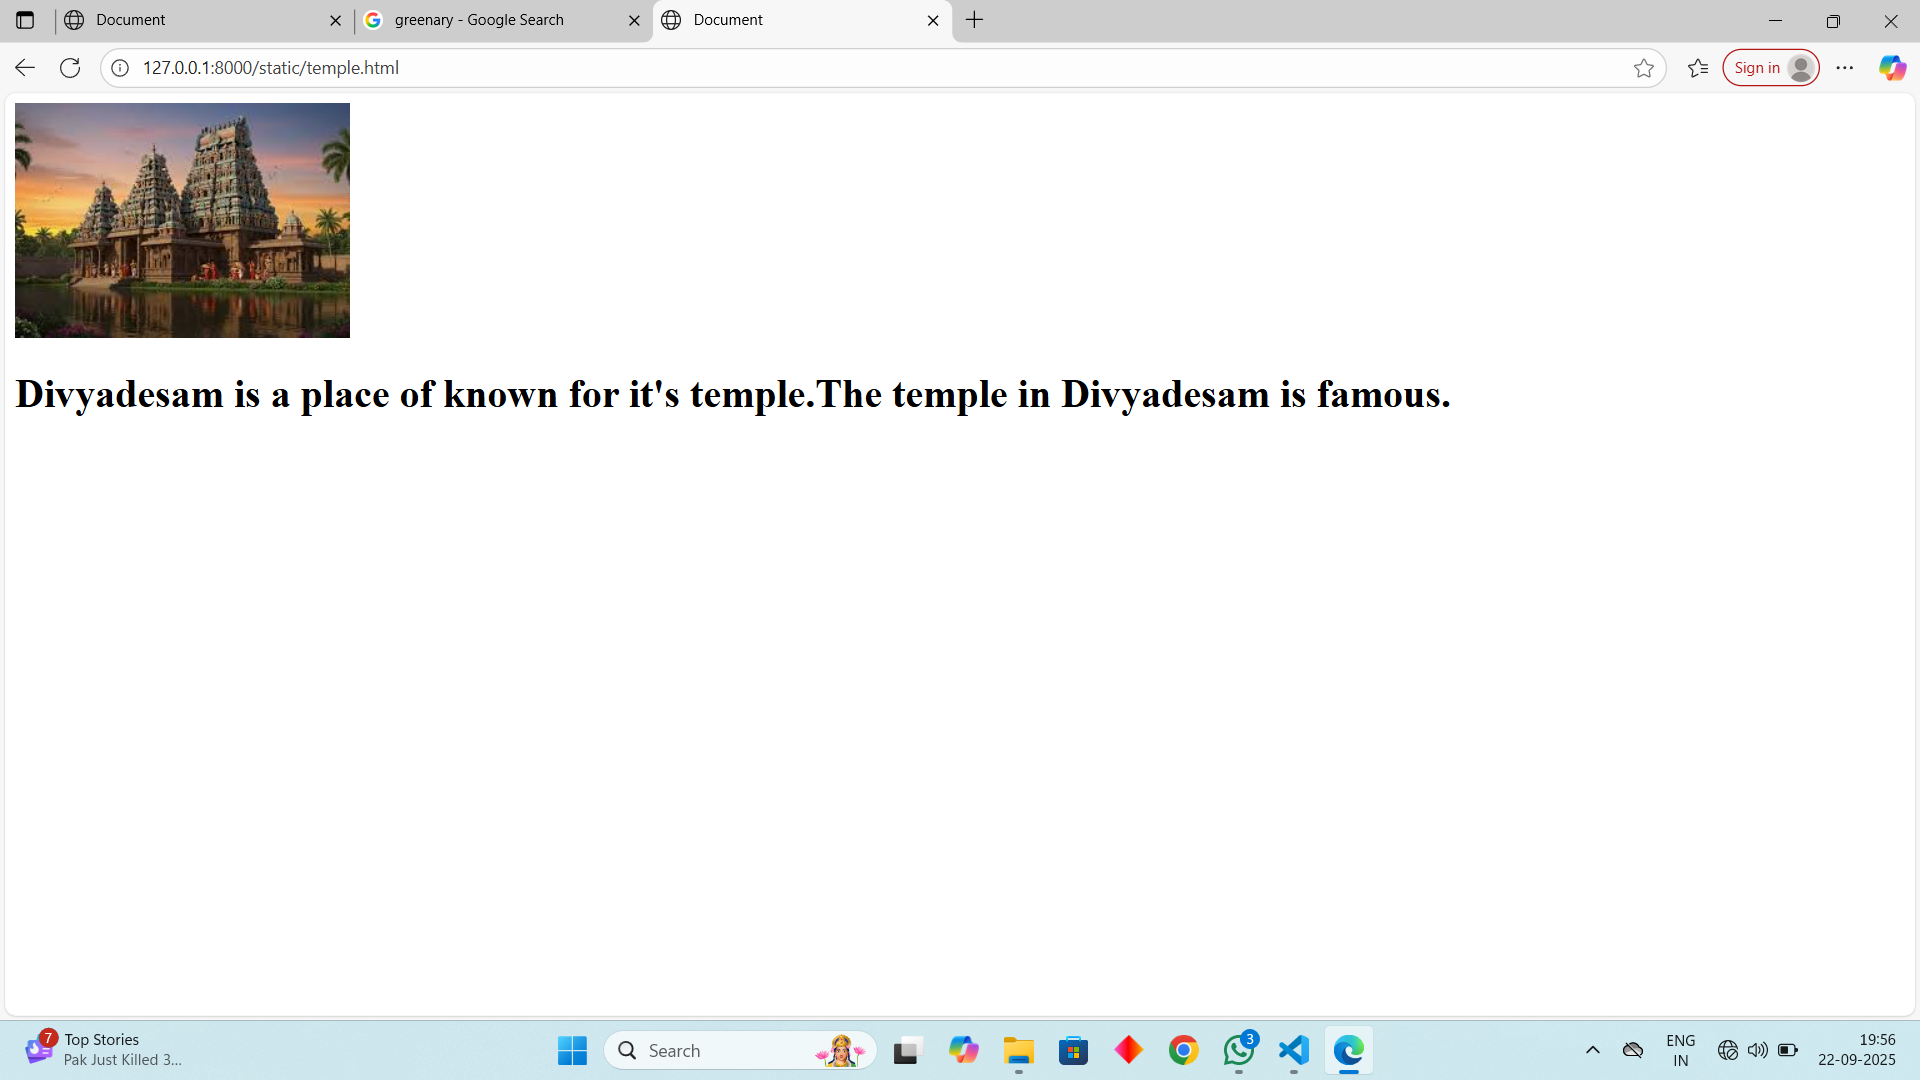 Document
greenary - Google Search
Document
127.0.0.1:8000/static/temple.html
Sign in
Divyadesam is a place of known for it's temple.The temple in Divyadesam is famous.
7
Top Stories
Pak Just Killed 3...
Search
3
ENG
IN
19:56
22-09-2025